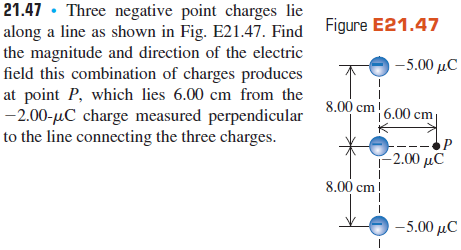 21.47 • Three negative point charges lie
along a line as shown in Fig. E21.47. Find
the magnitude and direction of the electric
field this combination of charges produces
at point P, which lies 6.00 cm from the
−2.00-μC charge measured perpendicular
to the line connecting the three charges.
Figure E21.47
−5.00 μC
8.00 cm
6.00 cm
P
−2.00 μC
8.00 cm
−5.00 μC